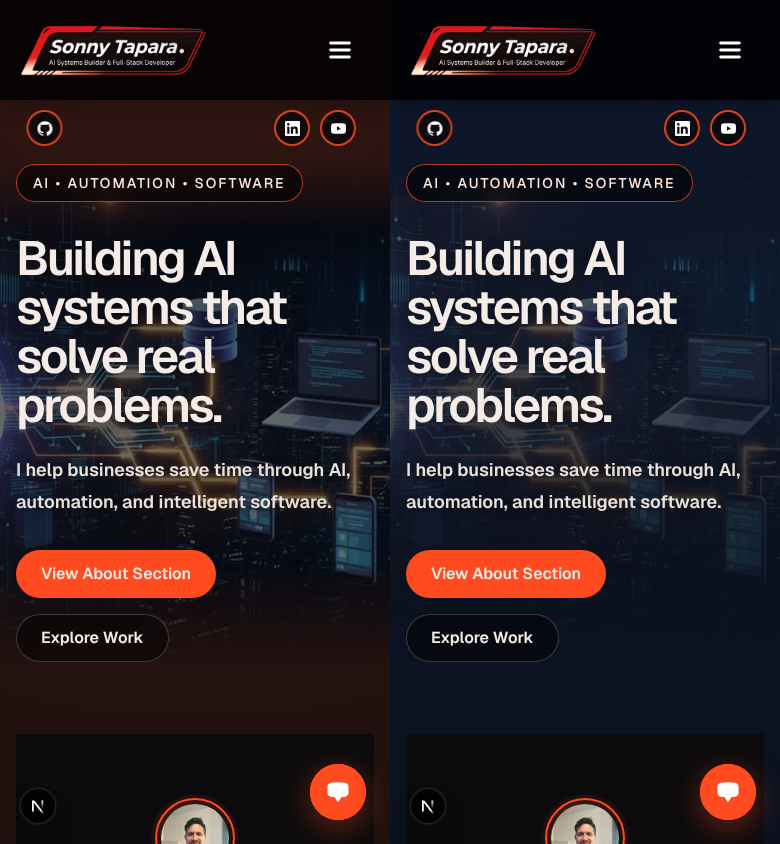 Sonny Tapara.
AI Systems Builder & Full-Stack Developer
AI • AUTOMATION • SOFTWARE
Building AI
systems that
solve real
problems.
I help businesses save time through AI,
automation, and intelligent software.
View About Section
Explore Work
N
Sonny Tapara.
AI Systems Builder & Full-Stack Developer
AI • AUTOMATION • SOFTWARE
Building AI
systems that
solve real
problems.
I help businesses save time through AI,
automation, and intelligent software.
View About Section
Explore Work
N